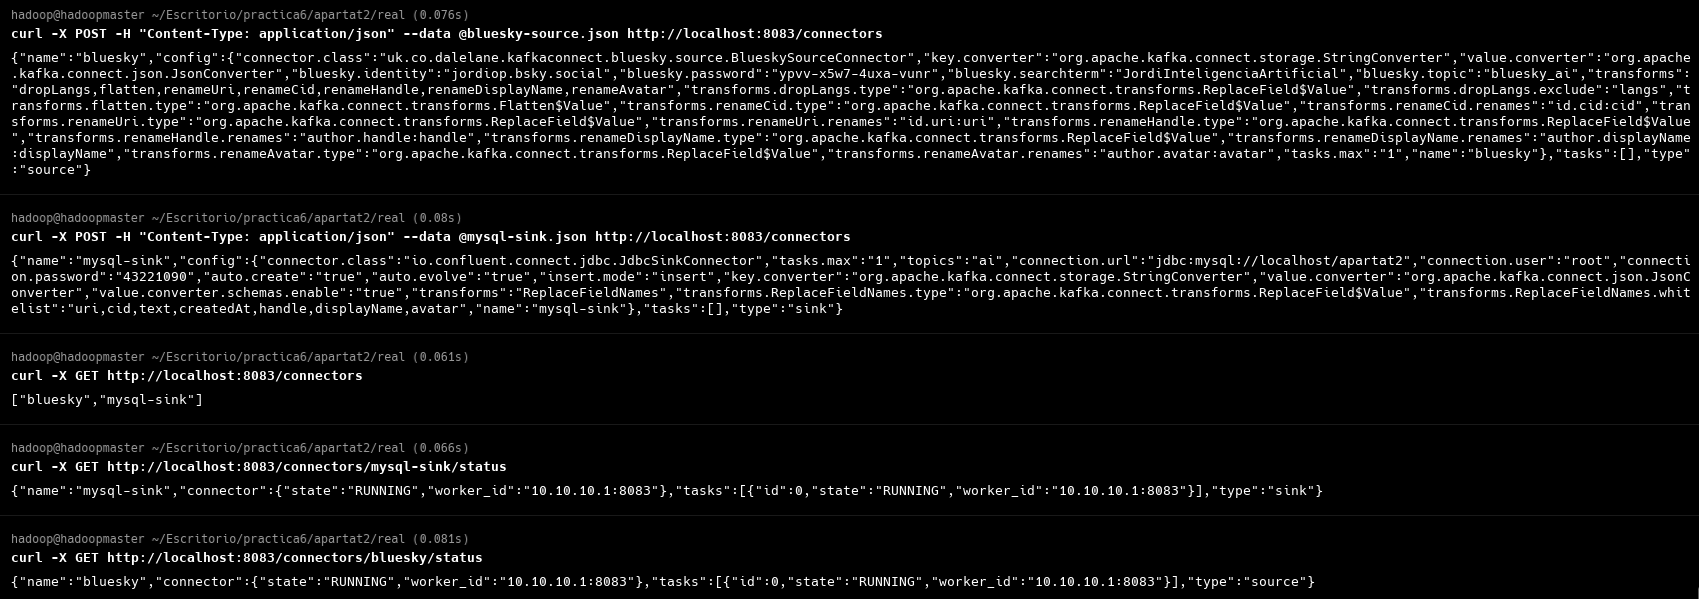 hadoop@hadoopmaster ~/Escritorio/practica6/apartat2/real (0.076s)
curl -X POST -H "Content-Type: application/json" --data @bluesky-source.json http://localhost:8083/connectors
{"name":"bluesky","config":{"connector.class":"uk.co.dalelane.kafkaconnect.bluesky.source.BlueskySourceConnector","key.converter":"org.apache.kafka.connect.storage.StringConverter","value.converter":"org.apache
.kafka.connect.json.JsonConverter","bluesky.identity":"jordiop.bsky.social","bluesky.password":"ypvv-x5w7-4uxa-vunr","bluesky.searchterm":"JordiInteligenciaArtificial","bluesky.topic":"bluesky_ai","transforms":
"dropLangs,flatten,renameUri,renameCid,renameHandle,renameDisplayName,renameAvatar","transforms.dropLangs.type":"org.apache.kafka.connect.transforms.ReplaceField$Value","transforms.dropLangs.exclude":"langs","t
ransforms.flatten.type":"org.apache.kafka.connect.transforms.Flatten$Value","transforms.renameCid.type":"org.apache.kafka.connect.transforms.ReplaceField$Value","transforms.renameCid.renames":"id.cid:cid","tran
sforms.renameUri.type":"org.apache.kafka.connect.transforms.ReplaceField$Value","transforms.renameUri.renames":"id.uri:uri","transforms.renameHandle.type":"org.apache.kafka.connect.transforms.ReplaceField$Value
","transforms.renameHandle.renames":"author.handle:handle","transforms.renameDisplayName.type":"org.apache.kafka.connect.transforms.ReplaceField$Value","transforms.renameDisplayName.renames":"author.displayName
:displayName","transforms.renameAvatar.type":"org.apache.kafka.connect.transforms.ReplaceField$Value","transforms.renameAvatar.renames":"author.avatar:avatar","tasks.max":"1","name":"bluesky"},"tasks":[],"type"
:"source"}
hadoop@hadoopmaster ~/Escritorio/practica6/apartat2/real (0.08s)
curl -X POST -H "Content-Type: application/json" --data @mysql-sink.json http://localhost:8083/connectors
{"name":"mysql-sink","config":{"connector.class":"io.confluent.connect.jdbc.JdbcSinkConnector","tasks.max":"1","topics":"ai","connection.url":"jdbc:mysql://localhost/apartat2","connection.user":"root","connecti
on.password":"43221090","auto.create":"true","auto.evolve":"true","insert.mode":"insert","key.converter":"org.apache.kafka.connect.storage.StringConverter","value.converter":"org.apache.kafka.connect.json.JsonC
onverter","value.converter.schemas.enable":"true","transforms":"ReplaceFieldNames","transforms.ReplaceFieldNames.type":"org.apache.kafka.connect.transforms.ReplaceField$Value","transforms.ReplaceFieldNames.whit
elist":"uri,cid,text,createdAt,handle,displayName,avatar","name":"mysql-sink"},"tasks":[],"type":"sink"}
hadoop@hadoopmaster ~/Escritorio/practica6/apartat2/real (0.061s)
curl -X GET http://localhost:8083/connectors
["bluesky","mysql-sink"]
hadoop@hadoopmaster ~/Escritorio/practica6/apartat2/real (0.066s)
curl -X GET http://localhost:8083/connectors/mysql-sink/status
{"name":"mysql-sink","connector":{"state":"RUNNING","worker_id":"10.10.10.1:8083"},"tasks":[{"id":0,"state":"RUNNING","worker_id":"10.10.10.1:8083"}],"type":"sink"}
hadoop@hadoopmaster ~/Escritorio/practica6/apartat2/real (0.081s)
curl -X GET http://localhost:8083/connectors/bluesky/status
{"name":"bluesky","connector":{"state":"RUNNING","worker_id":"10.10.10.1:8083"},"tasks":[{"id":0,"state":"RUNNING","worker_id":"10.10.10.1:8083"}],"type":"source"}